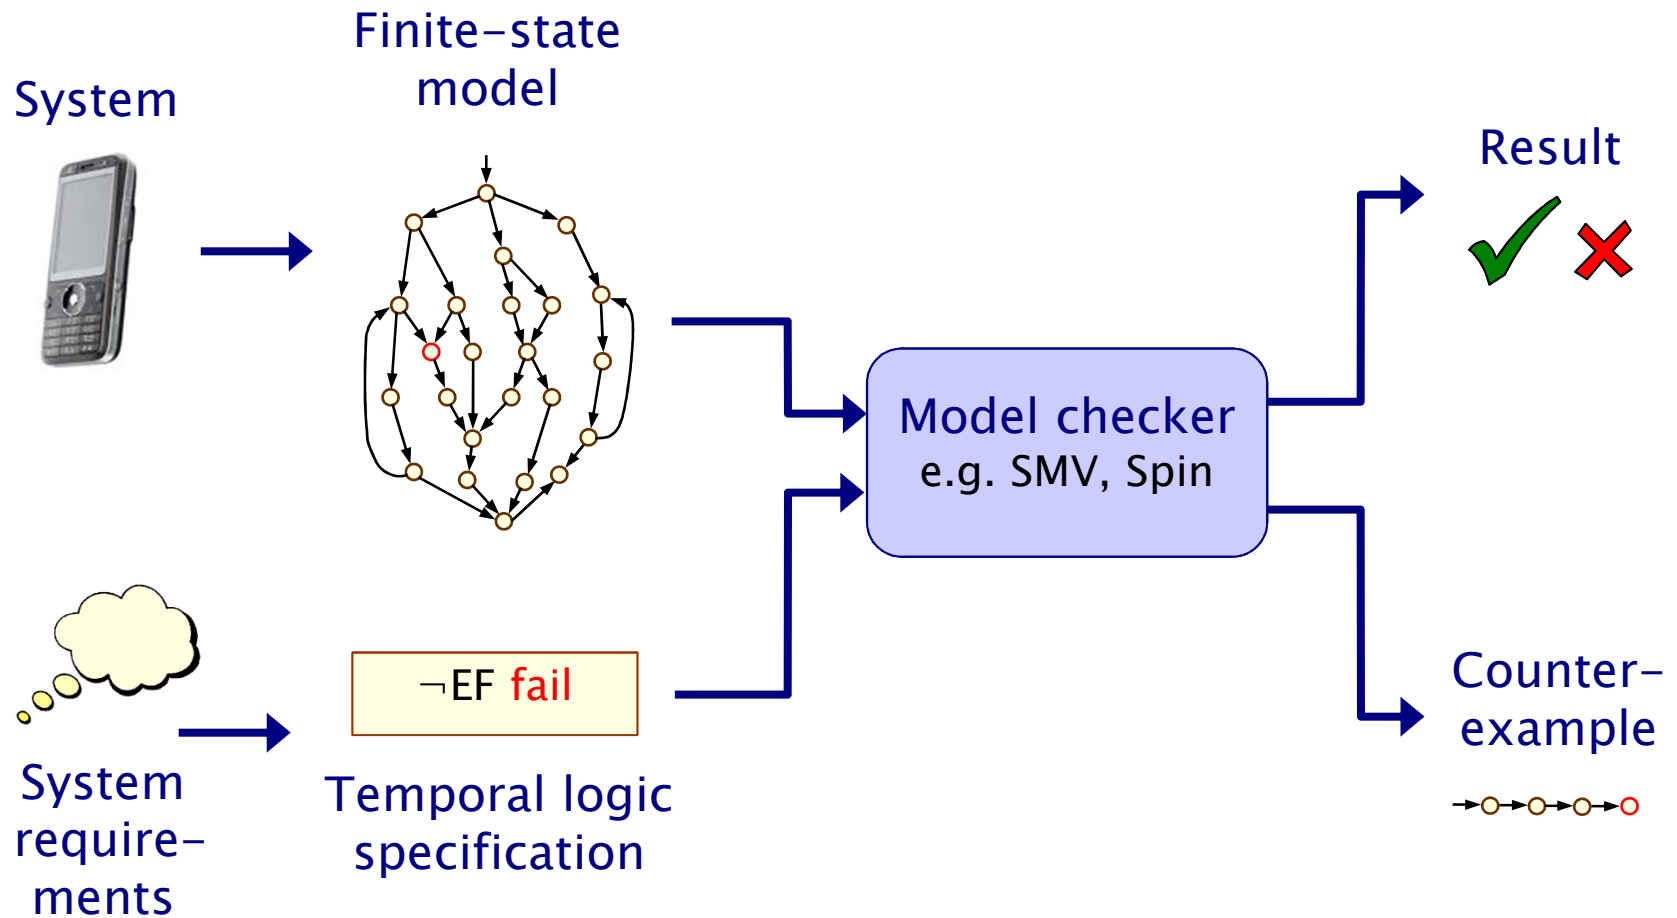 Finite-state
model
System
Result
Model checker
e.g. SMV, Spin
¬EF fail
Counter-
example
System
require-
ments
Temporal logic
specification